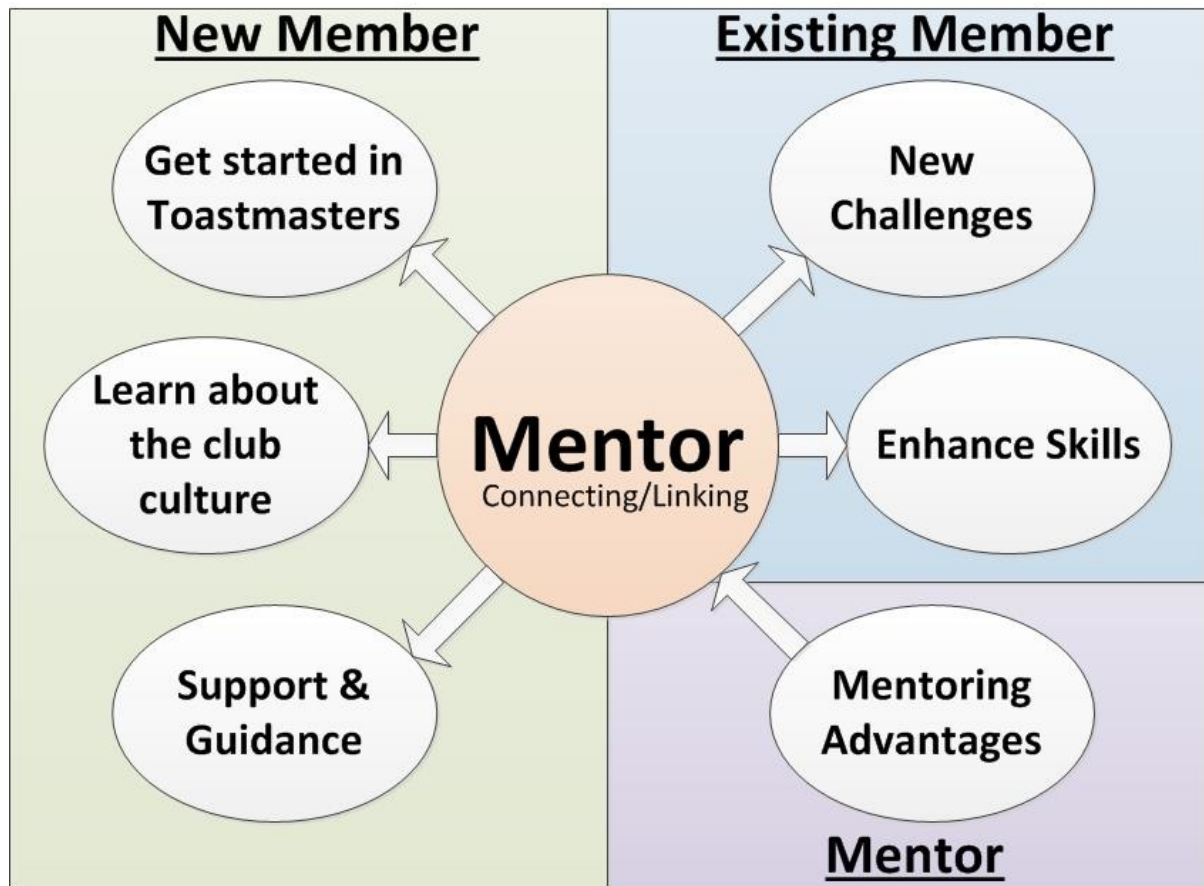 New Member
Get started in
Toastmasters
Learn about
the club
culture
Support &
Guidance
Mentor
Connecting/Linking
Existing Member
New
Challenges
Enhance Skills
Mentoring
Advantages
Mentor